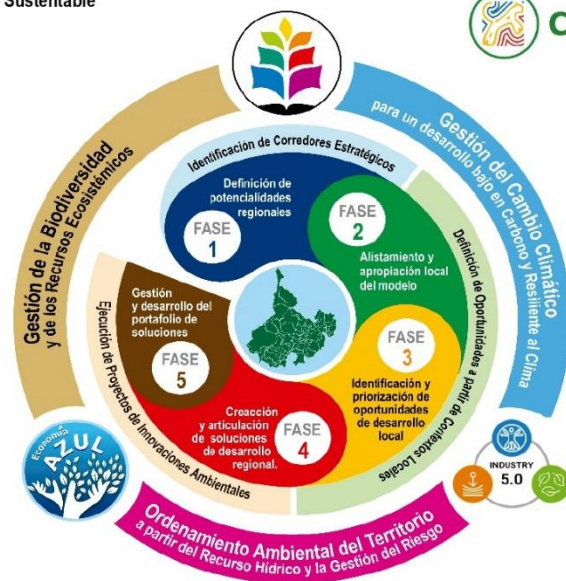 Sustentable
C
Gestión de la Biodiversidad
y de los Recursos Ecosistémicos
Gestión del Cambio Climático
para un desarrollo bajo en Carbono y Resiliente al Clima
Identificación de Corredores Estratégicos
Definición de
potencialidades
regionales
FASE
1
FASE
2
Alistamiento y
apropiación local
del modelo
Definición de Oportunidades a partir de Contextos Locales
FASE
3
Identificación y
priorización de
oportunidades
de desarrollo
local
Creacción y
articulación
de soluciones
de desarrollo
regional.
FASE
4
Gestión
y desarrollo del
portafolio de
soluciones
FASE
5
Ejecución de Proyectos de Innovaciones Ambientales
Economía
AZUL
INDUSTRY
5.0
Ordenamiento Ambiental del Territorio
a partir del Recurso Hídrico y la Gestión del Riesgo